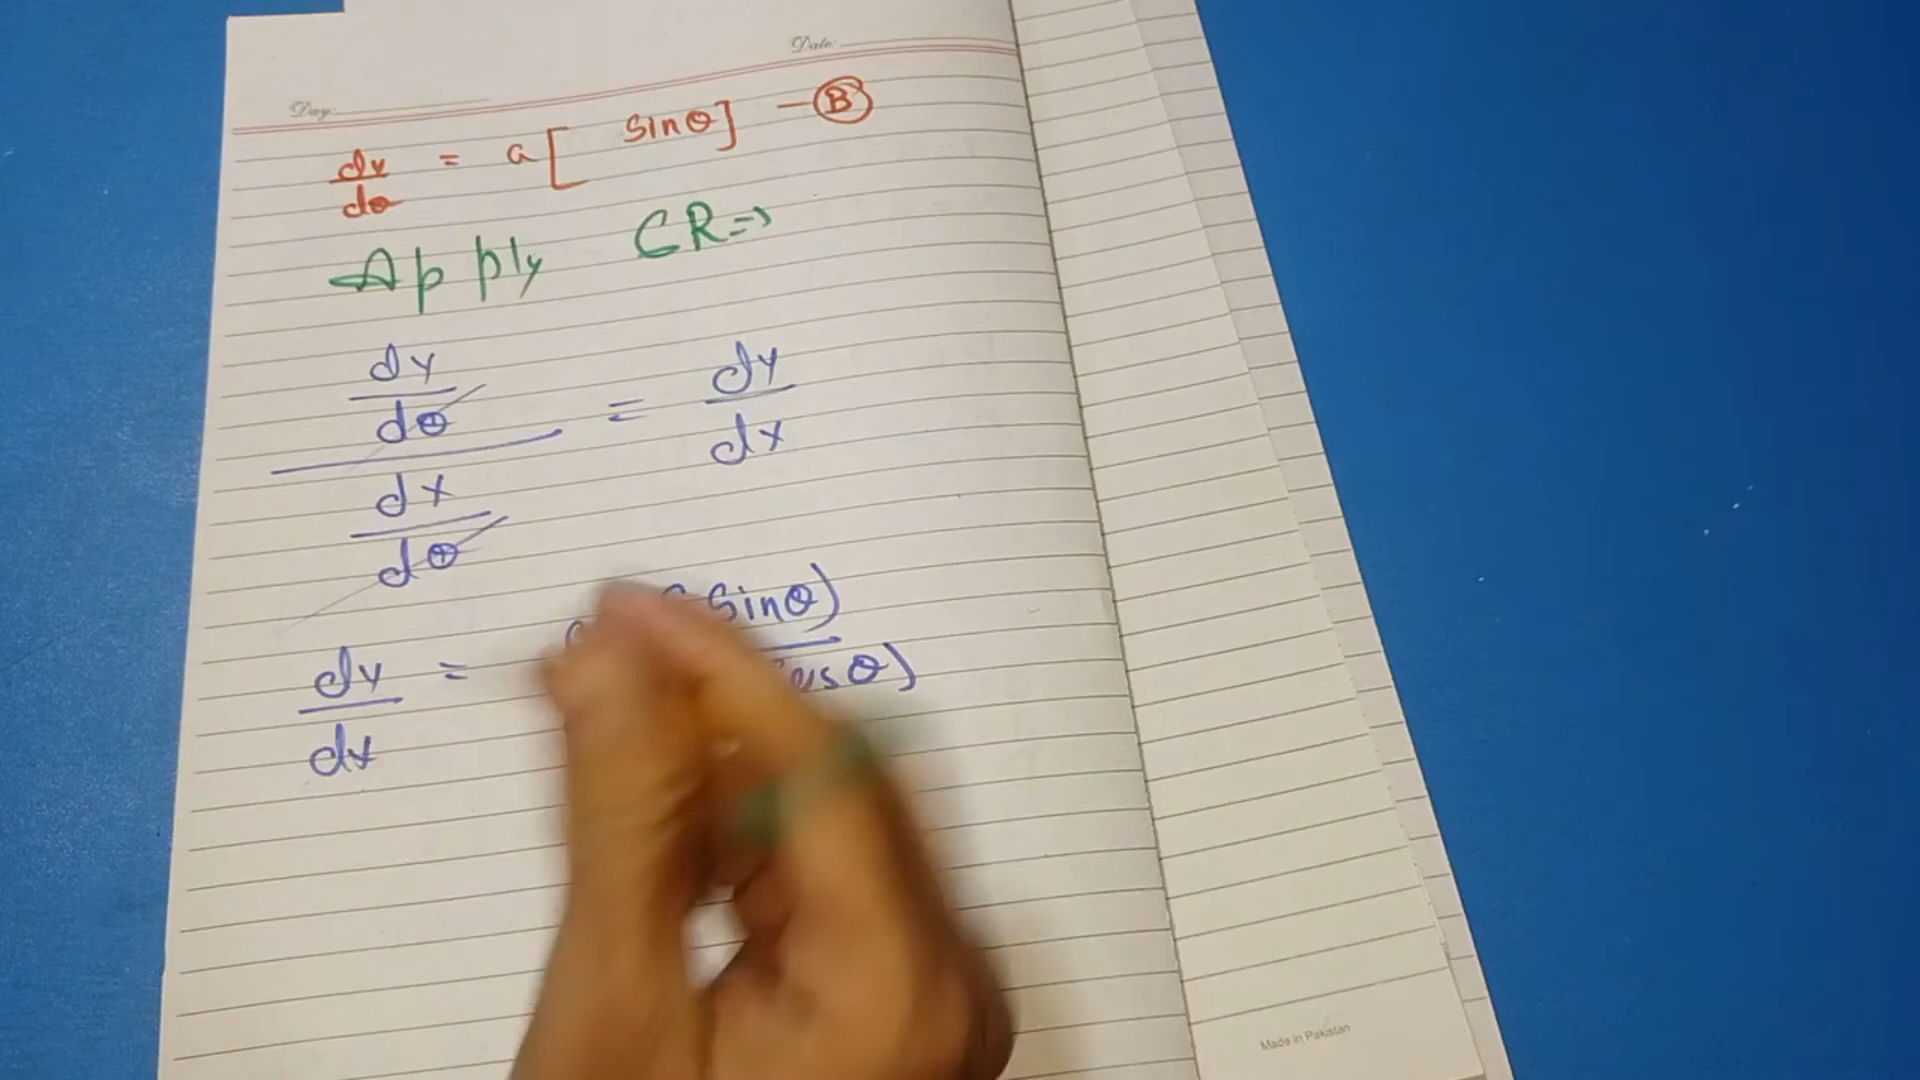 Date:
Day:
dy/dθ = a[ sinθ] — Ⓑ
Apply CR⇒
(dy/dθ)/(dx/dθ) = dy/dx
dy/dx = sinθ) / θ)
Made in Pakistan